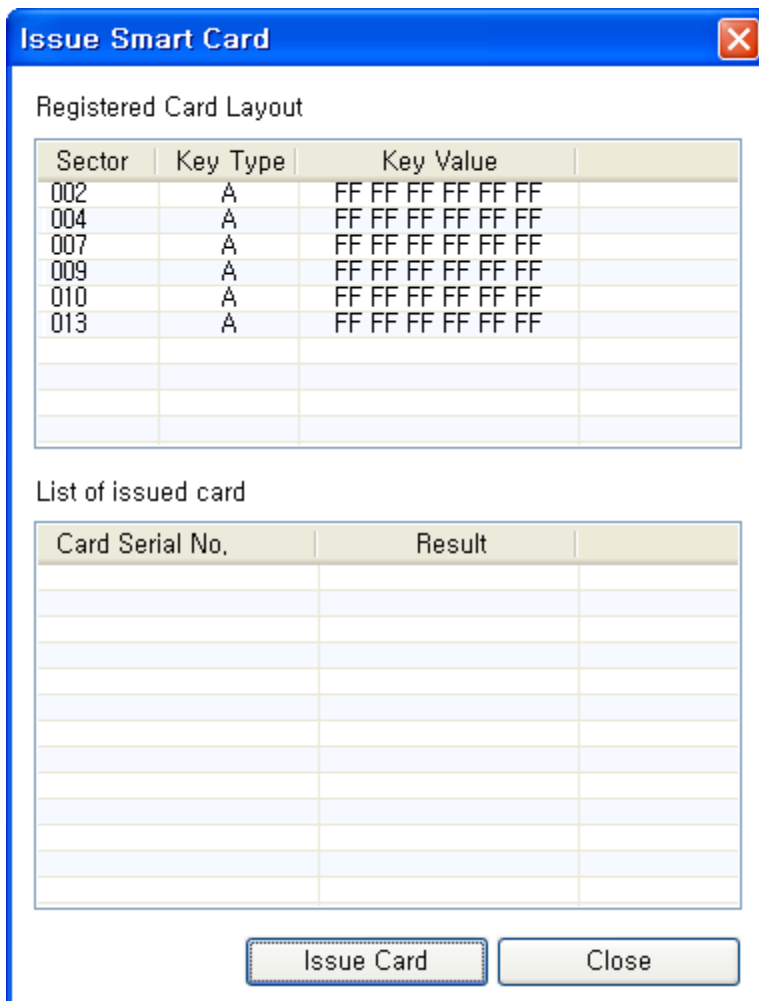 Issue Smart Card
Registered Card Layout
Sector Key Type Key Value
002 A FF FF FF FF FF FF
004 A FF FF FF FF FF FF
007 A FF FF FF FF FF FF
009 A FF FF FF FF FF FF
010 A FF FF FF FF FF FF
013 A FF FF FF FF FF FF
List of issued card
Card Serial No, Result
Issue Card Close